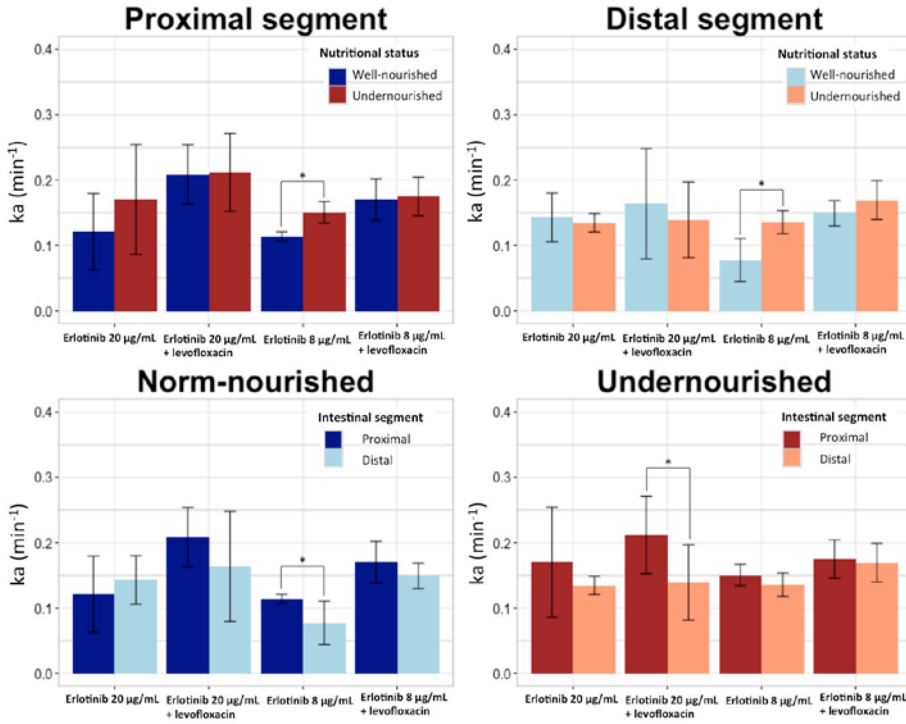 Proximal segment
0.4
0.3
0.2
0.1
0.0
ka (min⁻¹)
Nutritional status
Well-nourished
Undernourished
*
Erlotinib 20 µg/mL
Erlotinib 20 µg/mL
+ levofloxacin
Erlotinib 8 µg/mL
Erlotinib 8 µg/mL
+ levofloxacin
Distal segment
0.4
0.3
0.2
0.1
0.0
ka (min⁻¹)
Nutritional status
Well-nourished
Undernourished
*
Erlotinib 20 µg/mL
Erlotinib 20 µg/mL
+ levofloxacin
Erlotinib 8 µg/mL
Erlotinib 8 µg/mL
+ levofloxacin
Norm-nourished
0.4
0.3
0.2
0.1
0.0
ka (min⁻¹)
Intestinal segment
Proximal
Distal
*
Erlotinib 20 µg/mL
Erlotinib 20 µg/mL
+ levofloxacin
Erlotinib 8 µg/mL
Erlotinib 8 µg/mL
+ levofloxacin
Undernourished
0.4
0.3
0.2
0.1
0.0
ka (min⁻¹)
Intestinal segment
Proximal
Distal
*
Erlotinib 20 µg/mL
Erlotinib 20 µg/mL
+ levofloxacin
Erlotinib 8 µg/mL
Erlotinib 8 µg/mL
+ levofloxacin